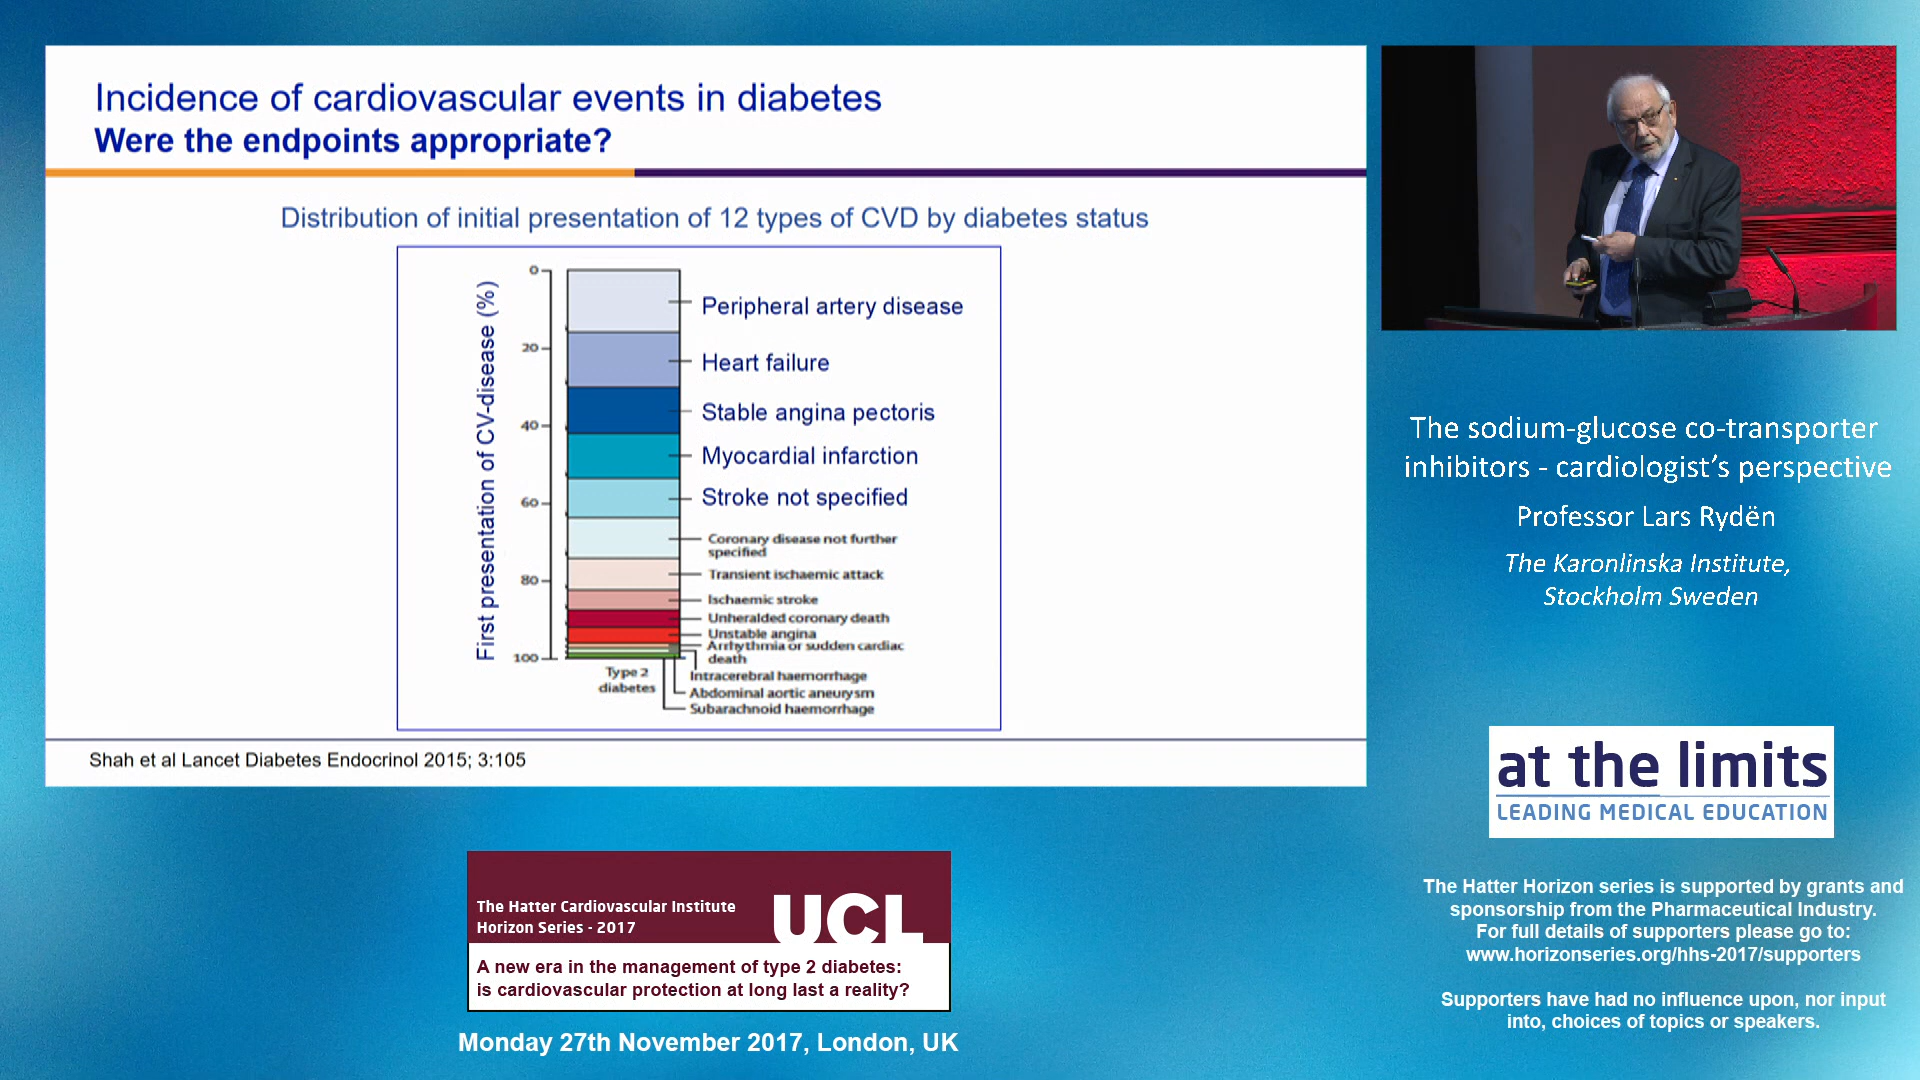 Incidence of cardiovascular events in diabetes
Were the endpoints appropriate?
Distribution of initial presentation of 12 types of CVD by diabetes status
First presentation of CV-disease (%)
0
20
40
60
80
100
Peripheral artery disease
Heart failure
Stable angina pectoris
Myocardial infarction
Stroke not specified
Coronary disease not further
specified
Transient ischaemic attack
Ischaemic stroke
Unheralded coronary death
Unstable angina
Arrhythmia or sudden cardiac
death
Intracerebral haemorrhage
Abdominal aortic aneurysm
Subarachnoid haemorrhage
Type 2
diabetes
Shah et al Lancet Diabetes Endocrinol 2015; 3:105
The sodium-glucose co-transporter
inhibitors - cardiologist's perspective
Professor Lars Rydën
The Karonlinska Institute,
Stockholm Sweden
at the limits
LEADING MEDICAL EDUCATION
The Hatter Horizon series is supported by grants and
sponsorship from the Pharmaceutical Industry.
For full details of supporters please go to:
www.horizonseries.org/hhs-2017/supporters
Supporters have had no influence upon, nor input
into, choices of topics or speakers.
The Hatter Cardiovascular Institute
Horizon Series - 2017
UCL
A new era in the management of type 2 diabetes:
is cardiovascular protection at long last a reality?
Monday 27th November 2017, London, UK